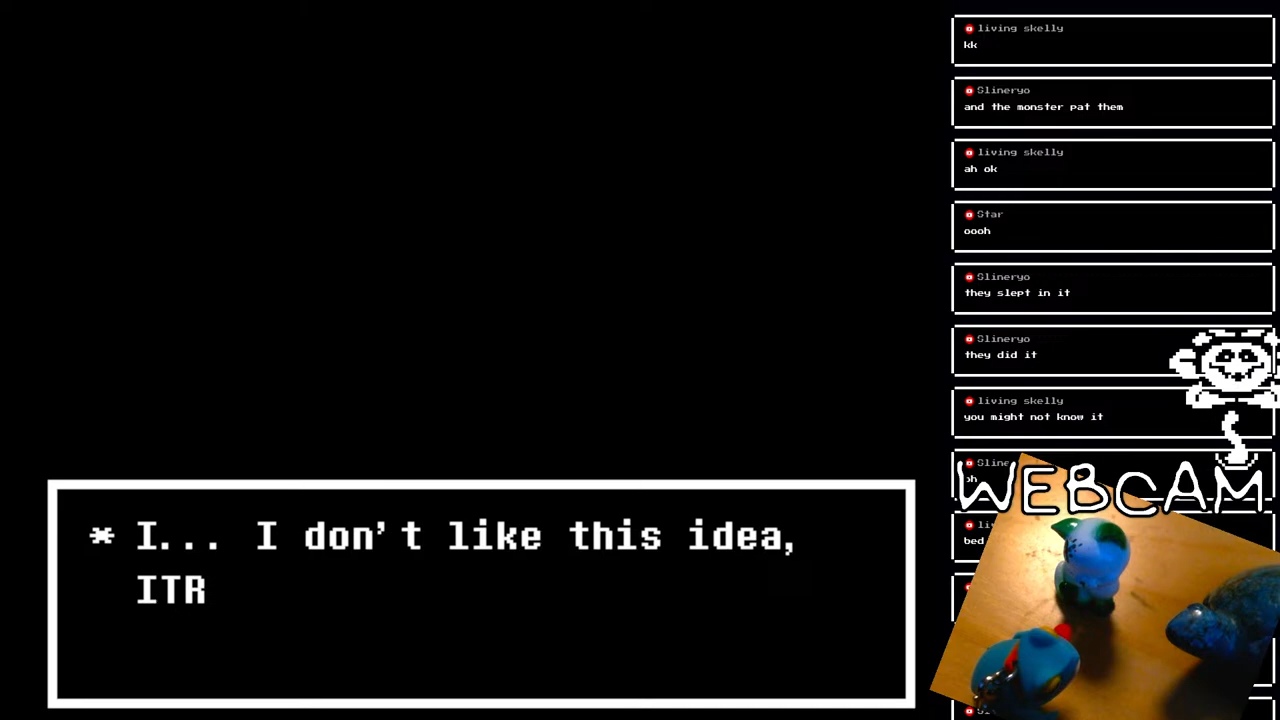 * I... I don't like this idea,
ITR
living skelly
kk
Slineryo
and the monster pat them
living skelly
ah ok
Star
oooh
Slineryo
they slept in it
Slineryo
they did it
living skelly
you might not know it
WEBCAM
bed